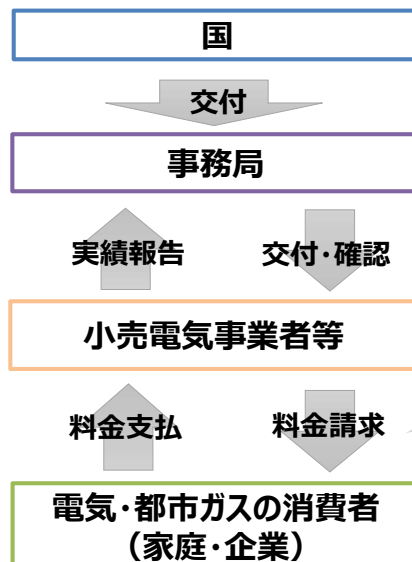 国
交付
事務局
実績報告
交付・確認
小売電気事業者等
料金支払
料金請求
電気・都市ガスの消費者
（家庭・企業）